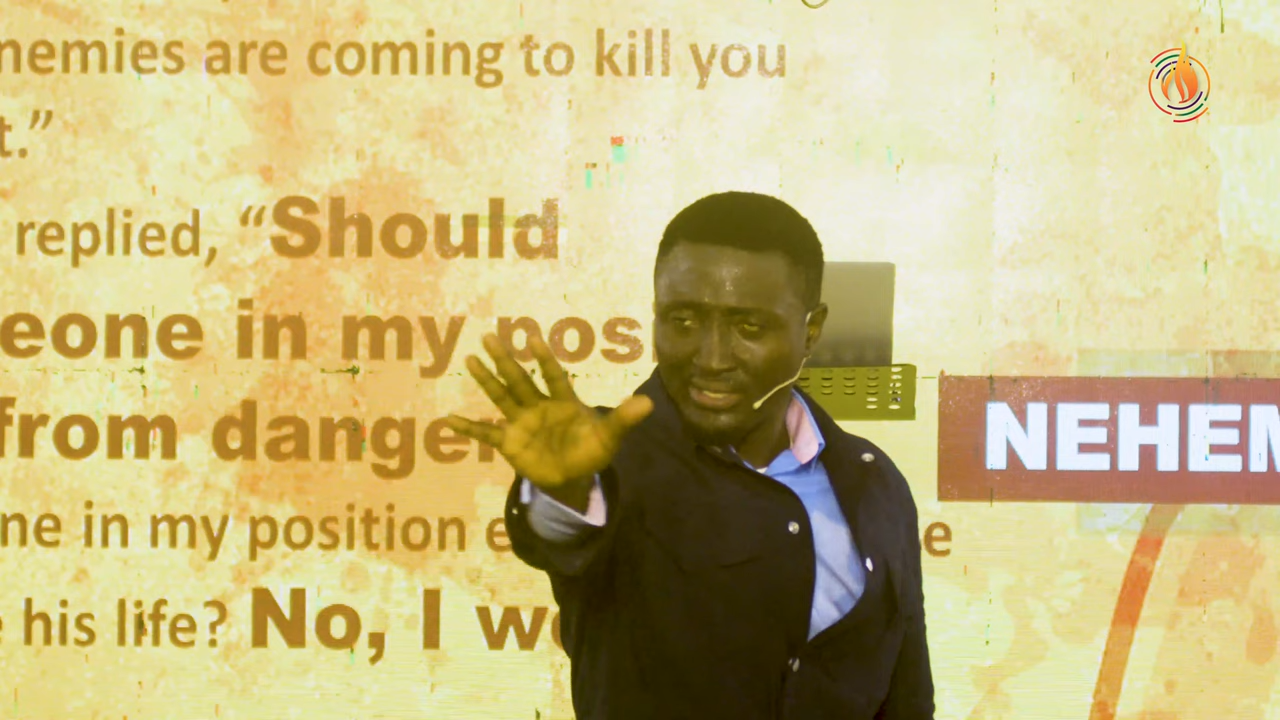 nemies are coming to kill you
t.”
replied, “Should
eone in my pos
from danger
ne in my position e
e
his life? No, I w
NEHEM